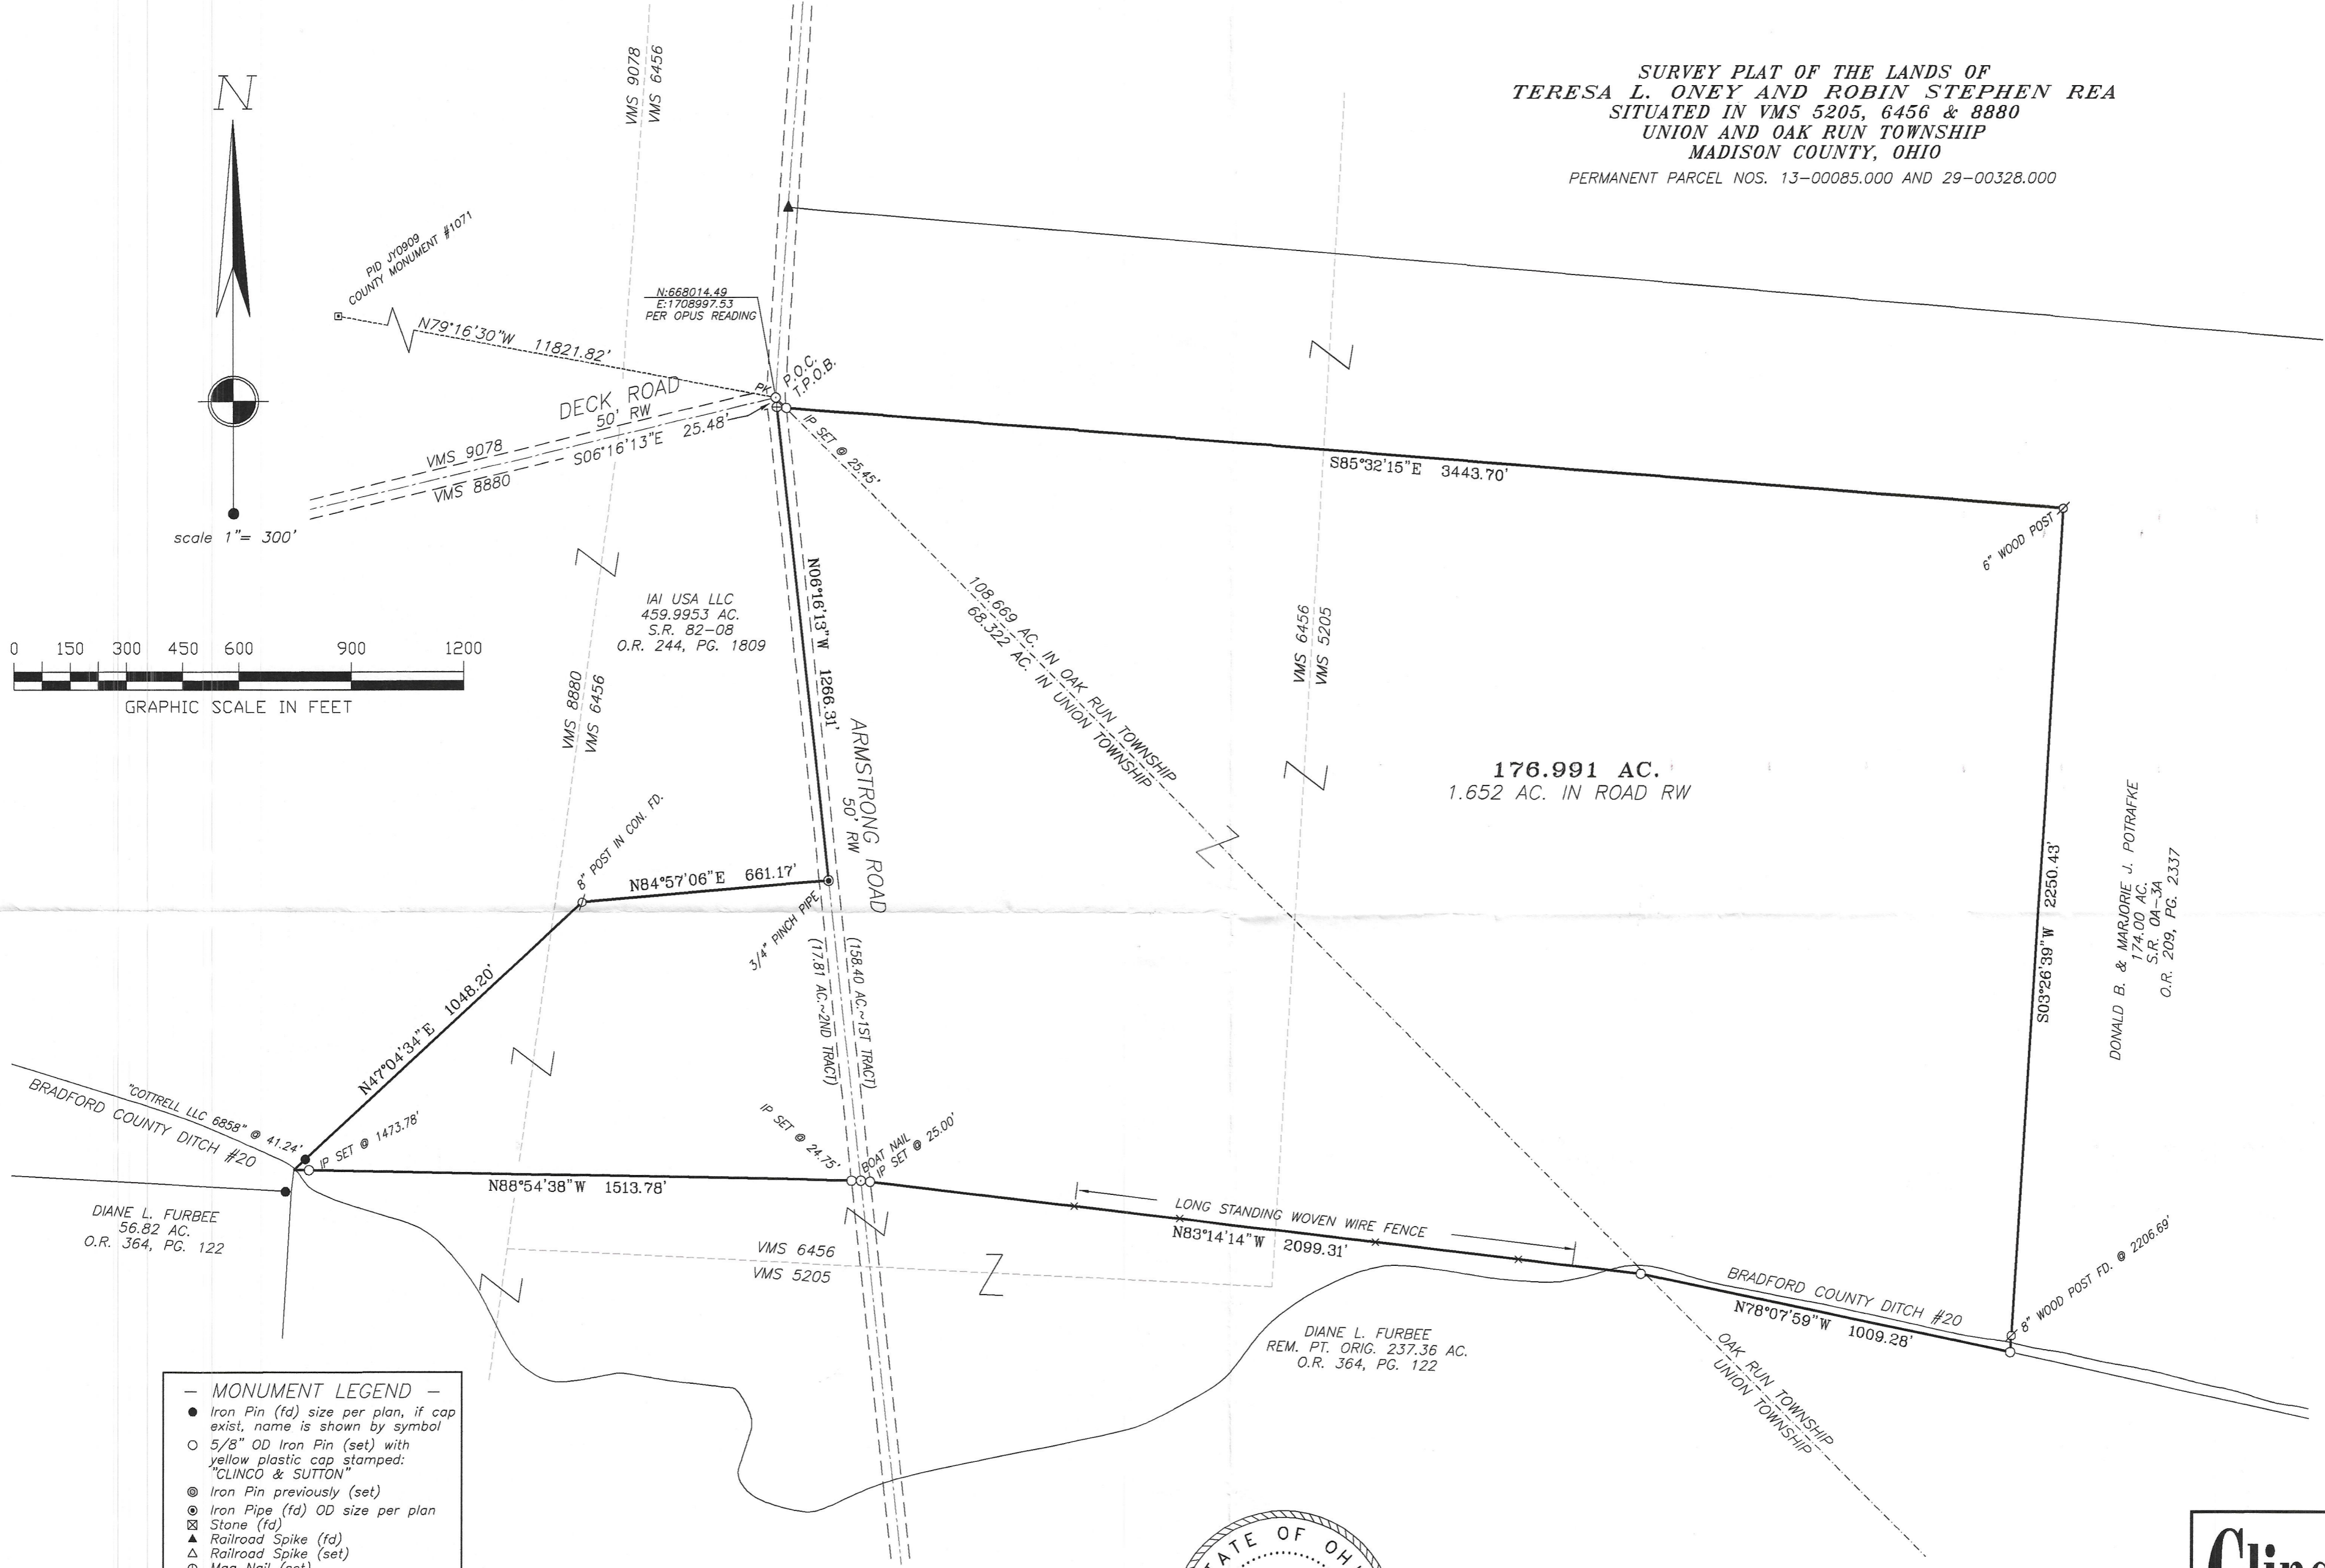 SURVEY PLAT OF THE LANDS OF
TERESA L. ONEY AND ROBIN STEPHEN REA
SITUATED IN VMS 5205, 6456 & 8880
UNION AND OAK RUN TOWNSHIP
MADISON COUNTY, OHIO
PERMANENT PARCEL NOS. 13-00085.000 AND 29-00328.000
N
scale 1"= 300'
VMS 9078
VMS 6456
PID JY0909
COUNTY MONUMENT #1071
N:668014.49
E:1708997.53
PER OPUS READING
N79°16'30"W 11821.82'
PK
P.O.C.
T.P.O.B.
DECK ROAD
50' RW
S06°16'13"E 25.48'
VMS 9078
VMS 8880
IP SET @ 25.45'
S85°32'15"E 3443.70'
6" WOOD POST
0 150 300 450 600 900 1200
GRAPHIC SCALE IN FEET
IAI USA LLC
459.9953 AC.
S.R. 82-08
O.R. 244, PG. 1809
N06°16'13"W 1266.31'
108.669 AC. IN OAK RUN TOWNSHIP
68.322 AC. IN UNION TOWNSHIP
VMS 6456
VMS 5205
VMS 8880
VMS 6456
ARMSTRONG ROAD
50' RW
176.991 AC.
1.652 AC. IN ROAD RW
S03°26'39"W 2250.43'
DONALD B. & MARJORIE J. POTRAFKE
174.00 AC.
S.R. 0A-3A
O.R. 209, PG. 2337
8" POST IN CON. FD.
N84°57'06"E 661.17'
3/4" PINCH PIPE
(17.81 AC.~2ND TRACT)
(158.40 AC.~1ST TRACT)
N47°04'34"E 1048.20'
"COTTRELL LLC 6858" @ 41.24'
BRADFORD COUNTY DITCH #20
IP SET @ 1473.78'
IP SET @ 24.75'
BOAT NAIL
IP SET @ 25.00'
N88°54'38"W 1513.78'
LONG STANDING WOVEN WIRE FENCE
N83°14'14"W 2099.31'
DIANE L. FURBEE
56.82 AC.
O.R. 364, PG. 122
VMS 6456
VMS 5205
BRADFORD COUNTY DITCH #20
N78°07'59"W 1009.28'
8" WOOD POST FD. @ 2206.69'
DIANE L. FURBEE
REM. PT. ORIG. 237.36 AC.
O.R. 364, PG. 122
OAK RUN TOWNSHIP
UNION TOWNSHIP
- MONUMENT LEGEND -
Iron Pin (fd) size per plan, if cap
exist, name is shown by symbol
5/8" OD Iron Pin (set) with
yellow plastic cap stamped:
"CLINCO & SUTTON"
Iron Pin previously (set)
Iron Pipe (fd) OD size per plan
Stone (fd)
Railroad Spike (fd)
Railroad Spike (set)
Mag Nail (set)
OF